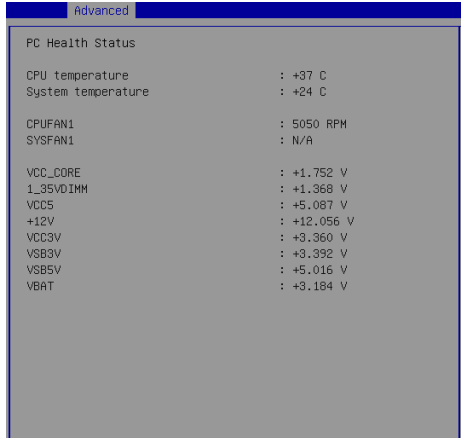 Advanced
PC Health Status
CPU temperature : +37 C
System temperature : +24 C
CPUFAN1 : 5050 RPM
SYSFAN1 : N/A
VCC_CORE : +1.752 V
1_35VDIMM : +1.368 V
VCC5 : +5.087 V
+12V : +12.056 V
VCC3V : +3.360 V
VSB3V : +3.392 V
VSB5V : +5.016 V
VBAT : +3.184 V